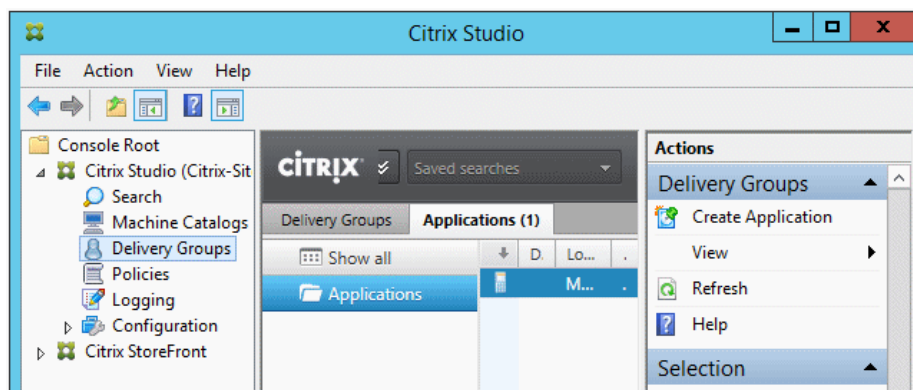 Citrix Studio
File Action View Help
Console Root
Citrix Studio (Citrix-Sit
Search
Machine Catalogs
Delivery Groups
Policies
Logging
Configuration
Citrix StoreFront
CİTRIX Saved searches
Delivery Groups Applications (1)
Show all
Applications
D. Lo... .
M... .
Actions
Delivery Groups
Create Application
View
Refresh
Help
Selection